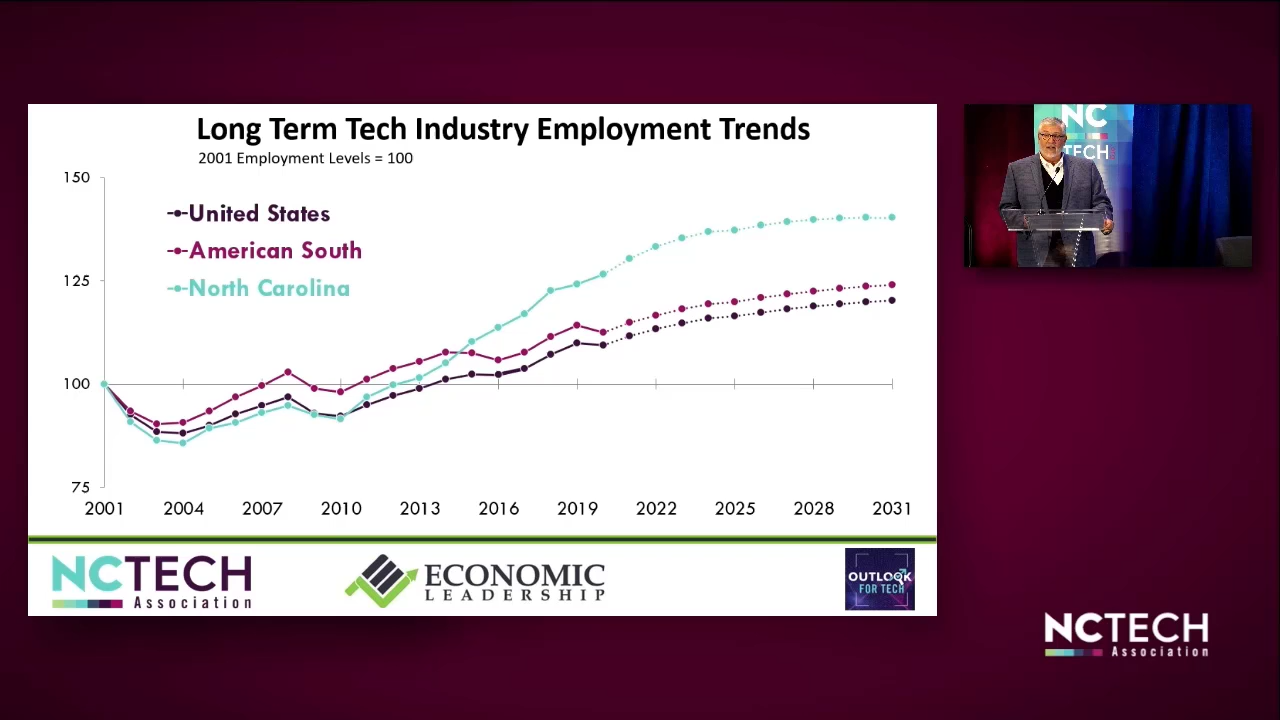 Long Term Tech Industry Employment Trends
2001 Employment Levels = 100
150
125
100
75
United States
American South
North Carolina
2001 2004 2007 2010 2013 2016 2019 2022 2025 2028 2031
NCTECH
Association
ECONOMIC
LEADERSHIP
OUTLOOK
FOR TECH
NC
TECH
NCTECH
Association